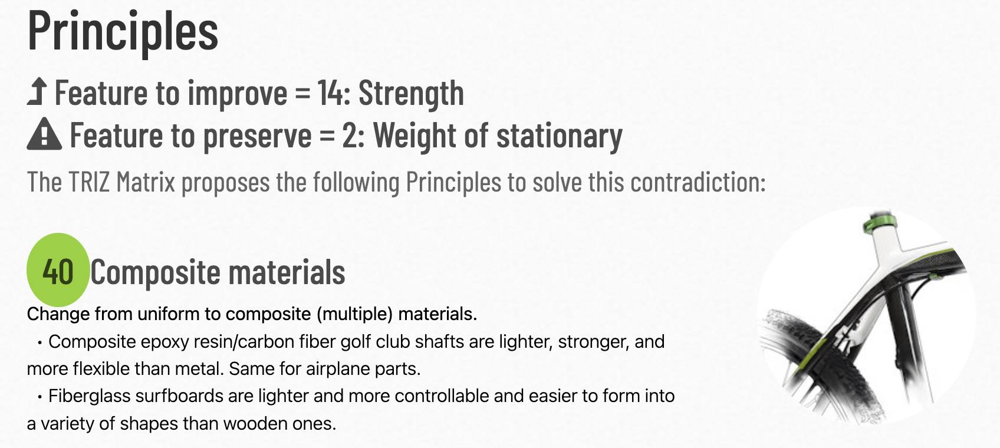 Principles
Feature to improve = 14: Strength
Feature to preserve = 2: Weight of stationary
The TRIZ Matrix proposes the following Principles to solve this contradiction:
40 Composite materials
Change from uniform to composite (multiple) materials.
• Composite epoxy resin/carbon fiber golf club shafts are lighter, stronger, and
more flexible than metal. Same for airplane parts.
• Fiberglass surfboards are lighter and more controllable and easier to form into
a variety of shapes than wooden ones.